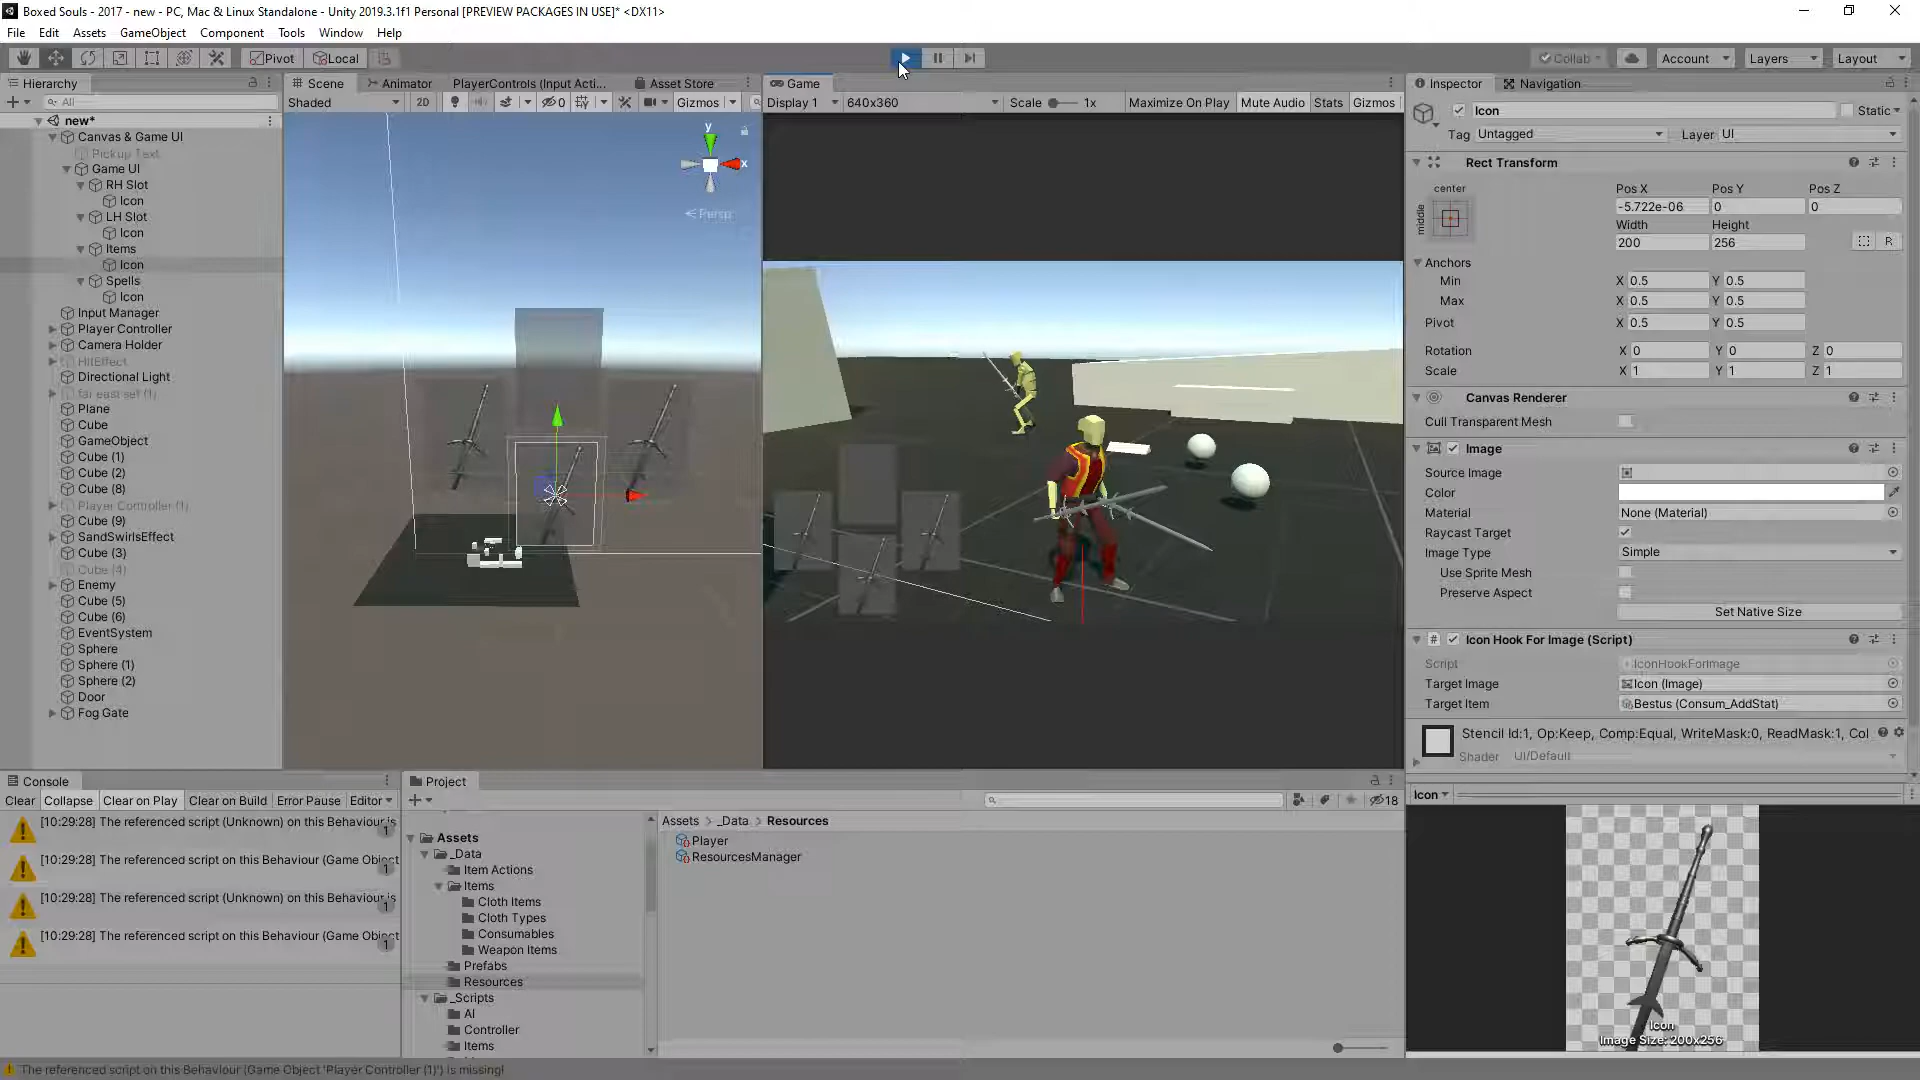 Boxed Souls - 2017 - new - PC, Mac & Linux Standalone - Unity 2019.3.1f1 Personal [PREVIEW PACKAGES IN USE]* <DX11>
File Edit Assets GameObject Component Tools Window Help
Pivot Local Collab Account Layers Layout
Hierarchy
All
new*
Canvas & Game UI
Pickup Text
Game UI
RH Slot
Icon
LH Slot
Icon
Items
Icon
Spells
Icon
Input Manager
Player Controller
Camera Holder
HitEffect
Directional Light
far east set (1)
Plane
Cube
GameObject
Cube (1)
Cube (2)
Cube (8)
Player Controller (1)
Cube (9)
SandSwirlsEffect
Cube (3)
Cube (4)
Enemy
Cube (5)
Cube (6)
EventSystem
Sphere
Sphere (1)
Sphere (2)
Door
Fog Gate
Scene Animator PlayerControls (Input Acti... Asset Store
Shaded 2D 0 Gizmos
y
x
Persp
Game
Display 1 640x360 Scale 1x Maximize On Play Mute Audio Stats Gizmos
Inspector Navigation
Icon Static
Tag Untagged Layer UI
Rect Transform
center
middle
Pos X Pos Y Pos Z
-5.722e-06 0 0
Width Height
200 256
R
Anchors
Min X 0.5 Y 0.5
Max X 0.5 Y 0.5
Pivot X 0.5 Y 0.5
Rotation X 0 Y 0 Z 0
Scale X 1 Y 1 Z 1
Canvas Renderer
Cull Transparent Mesh
Image
Source Image
Color
Material None (Material)
Raycast Target
Image Type Simple
Use Sprite Mesh
Preserve Aspect
Set Native Size
Icon Hook For Image (Script)
Script IconHookForImage
Target Image Icon (Image)
Target Item Bestus (Consum_AddStat)
Stencil Id:1, Op:Keep, Comp:Equal, WriteMask:0, ReadMask:1, Col
Shader UI/Default
Icon
Icon
Image Size: 200x256
Console
Clear Collapse Clear on Play Clear on Build Error Pause Editor
[10:29:28] The referenced script (Unknown) on this Behaviour is
1
[10:29:28] The referenced script on this Behaviour (Game Object
1
[10:29:28] The referenced script (Unknown) on this Behaviour is
1
[10:29:28] The referenced script on this Behaviour (Game Object
1
Project
18
Assets
_Data
Item Actions
Items
Cloth Items
Cloth Types
Consumables
Weapon Items
Prefabs
Resources
_Scripts
AI
Controller
Items
Assets > _Data > Resources
Player
ResourcesManager
The referenced script on this Behaviour (Game Object 'Player Controller (1)') is missing!